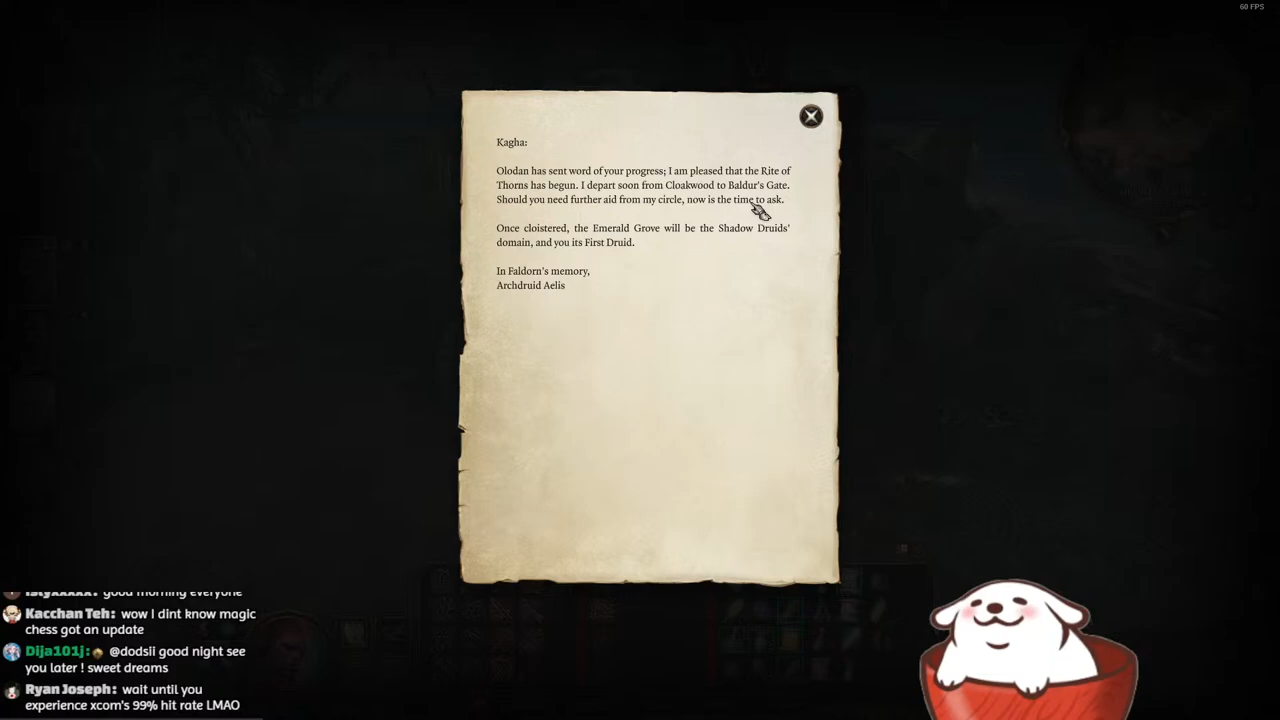 60 FPS
Kagha:
Olodan has sent word of your progress; I am pleased that the Rite of
Thorns has begun. I depart soon from Cloakwood to Baldur's Gate.
Should you need further aid from my circle, now is the time to ask.
Once cloistered, the Emerald Grove will be the Shadow Druids'
domain, and you its First Druid.
In Faldorn's memory,
Archdruid Aelis
good morning everyone
Kacchan Teh: wow I dint know magic
chess got an update
Dija101j: @dodsii good night see
you later ! sweet dreams
Ryan Joseph: wait until you
experience xcom's 99% hit rate LMAO